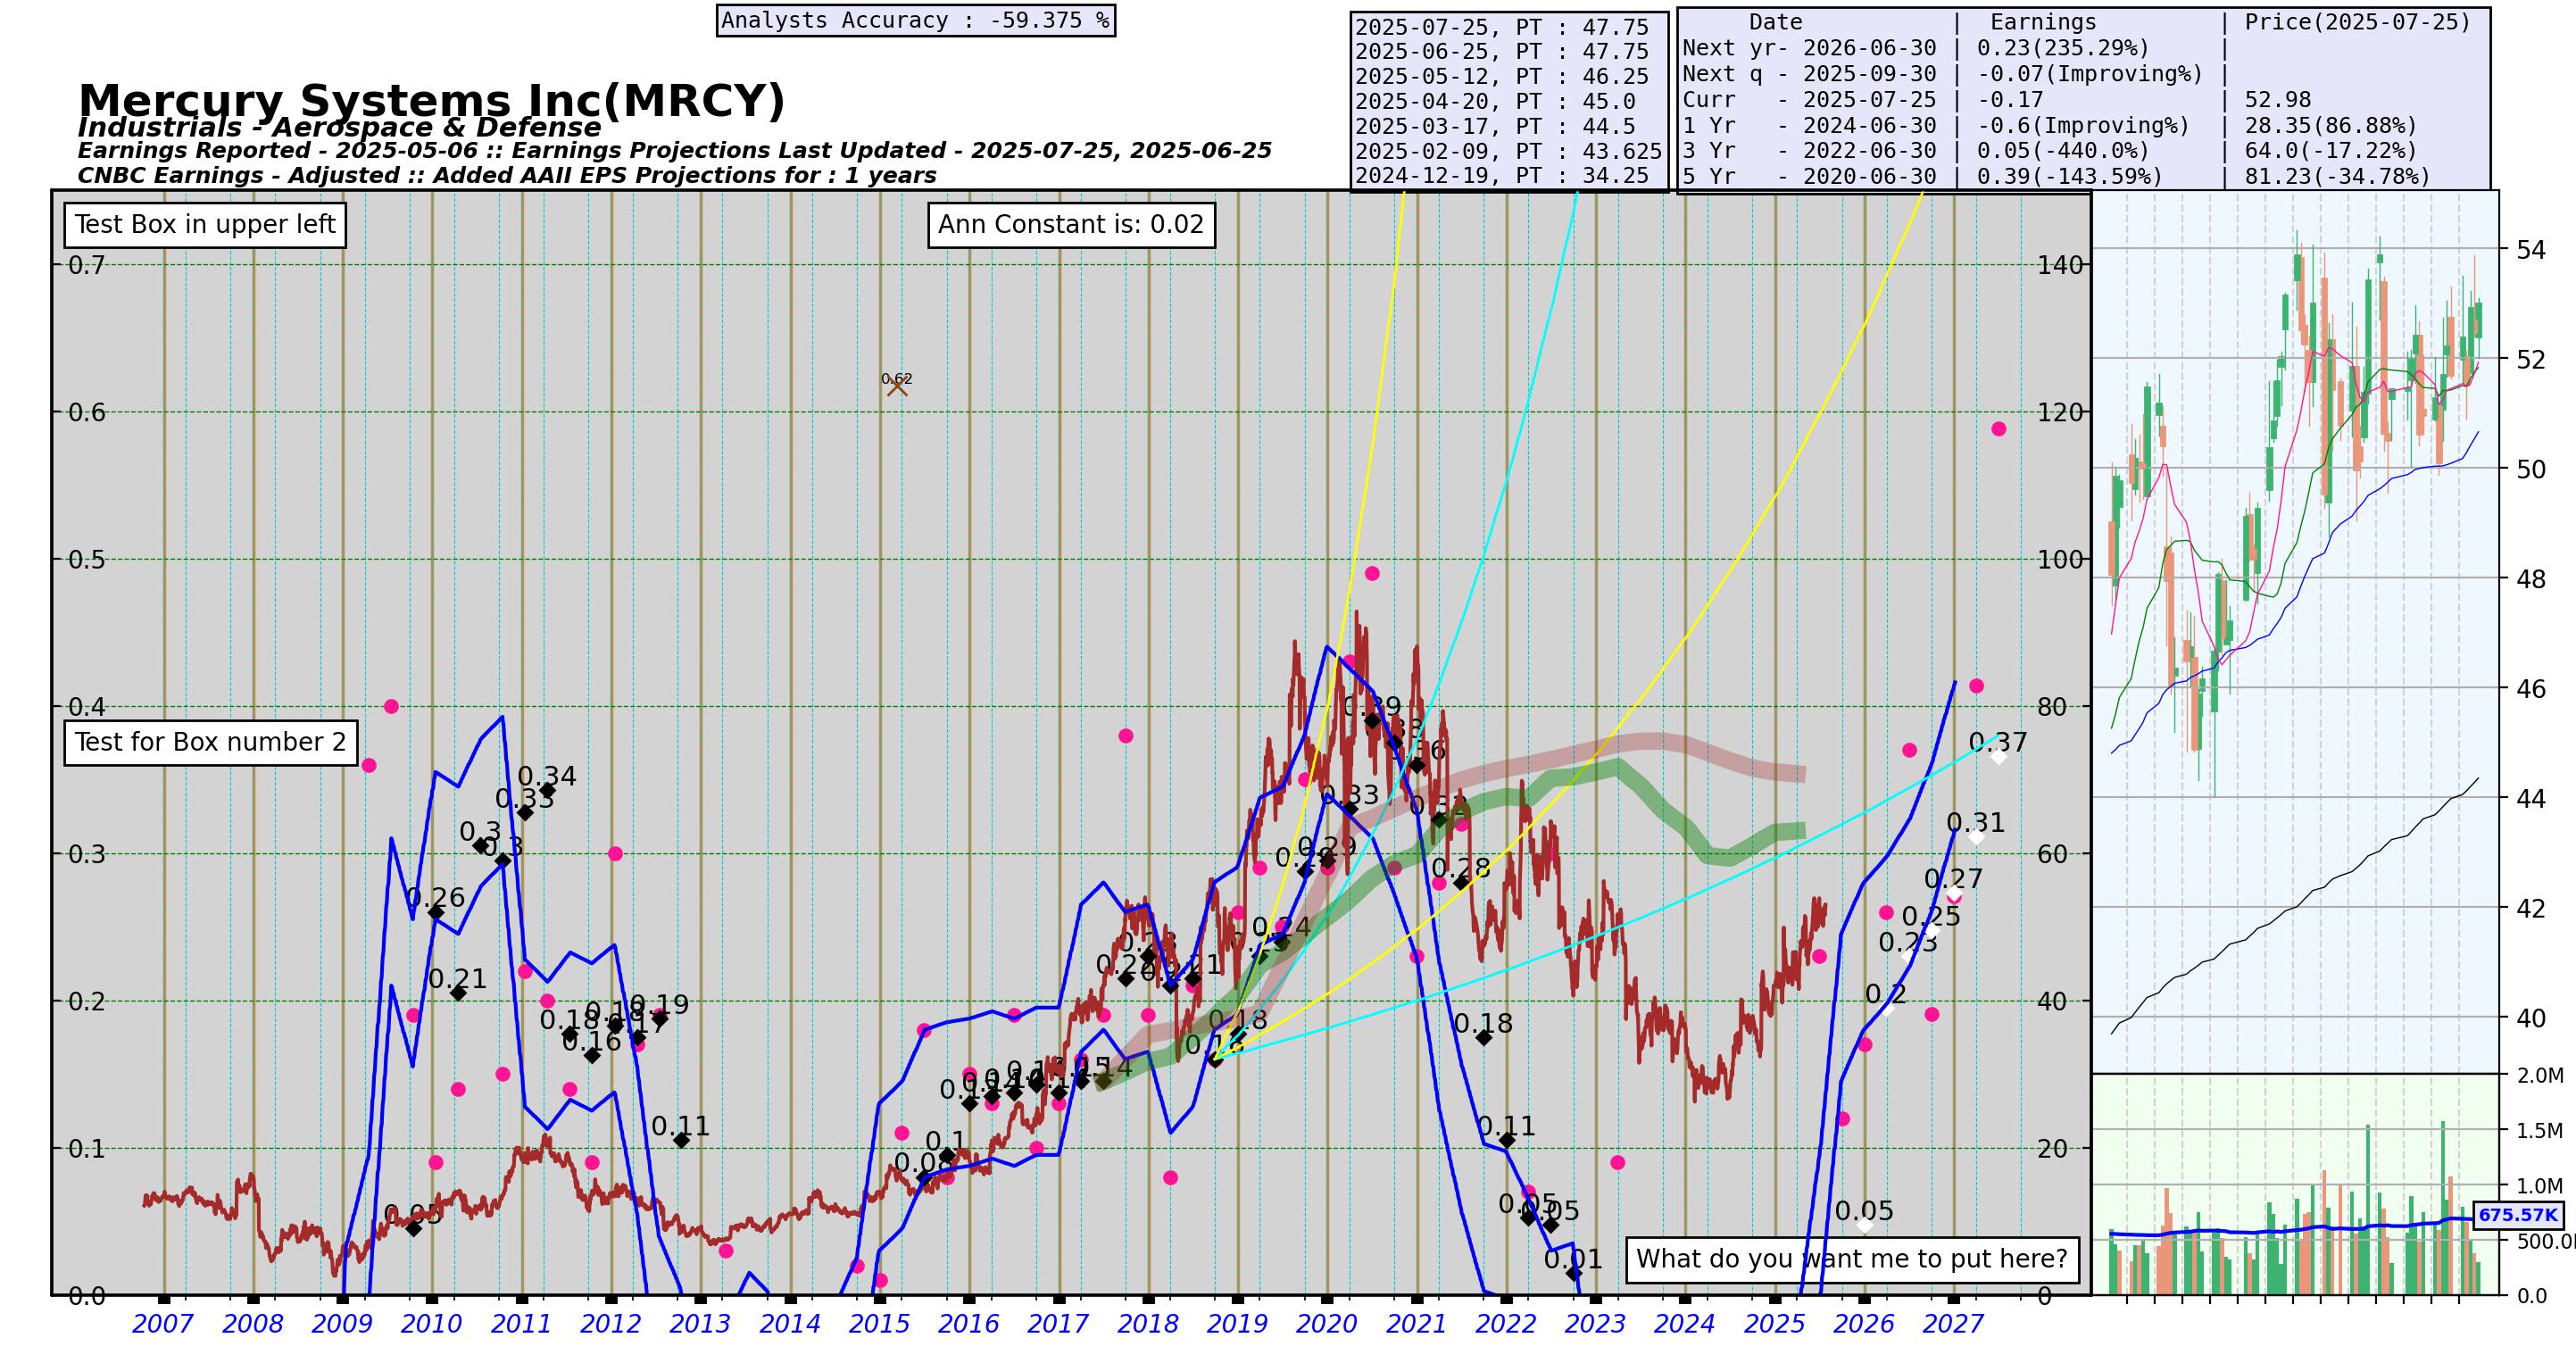 Analysts Accuracy : -59.375 %
2025-07-25, PT : 47.75
2025-06-25, PT : 47.75
2025-05-12, PT : 46.25
2025-04-20, PT : 45.0
2025-03-17, PT : 44.5
2025-02-09, PT : 43.625
2024-12-19, PT : 34.25
Date | Earnings | Price(2025-07-25)
Next yr- 2026-06-30 | 0.23(235.29%) |
Next q - 2025-09-30 | -0.07(Improving%) |
Curr - 2025-07-25 | -0.17 | 52.98
1 Yr - 2024-06-30 | -0.6(Improving%) | 28.35(86.88%)
3 Yr - 2022-06-30 | 0.05(-440.0%) | 64.0(-17.22%)
5 Yr - 2020-06-30 | 0.39(-143.59%) | 81.23(-34.78%)
Mercury Systems Inc(MRCY)
Industrials - Aerospace & Defense
Earnings Reported - 2025-05-06 :: Earnings Projections Last Updated - 2025-07-25, 2025-06-25
CNBC Earnings - Adjusted :: Added AAII EPS Projections for : 1 years
Test Box in upper left
Ann Constant is: 0.02
Test for Box number 2
What do you want me to put here?
0.7
0.6
0.5
0.4
0.3
0.2
0.1
0.0
140
120
100
80
60
40
20
0
54
52
50
48
46
44
42
40
2.0M
1.5M
1.0M
675.57K
0.0
0.62
0.05
0.26
0.21
0.3
0.3
0.33
0.34
0.18
0.16
0.18
0.19
0.11
0.08
0.1
0.33
0.28
0.18
0.11
0.05
0.05
0.01
0.05
0.2
0.23
0.25
0.27
0.31
0.37
2007 2008 2009 2010 2011 2012 2013 2014 2015 2016 2017 2018 2019 2020 2021 2022 2023 2024 2025 2026 2027